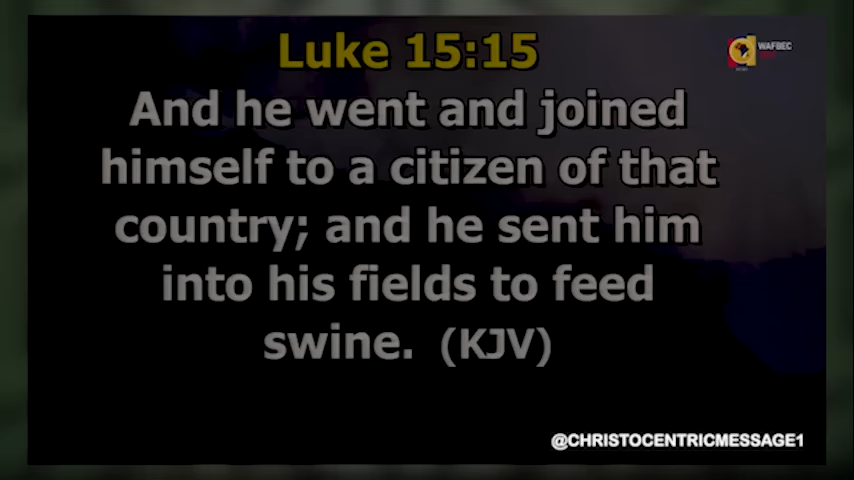 Luke 15:15
WAFBEC
And he went and joined
himself to a citizen of that
country; and he sent him
into his fields to feed
swine. (KJV)
@CHRISTOCENTRICMESSAGE1